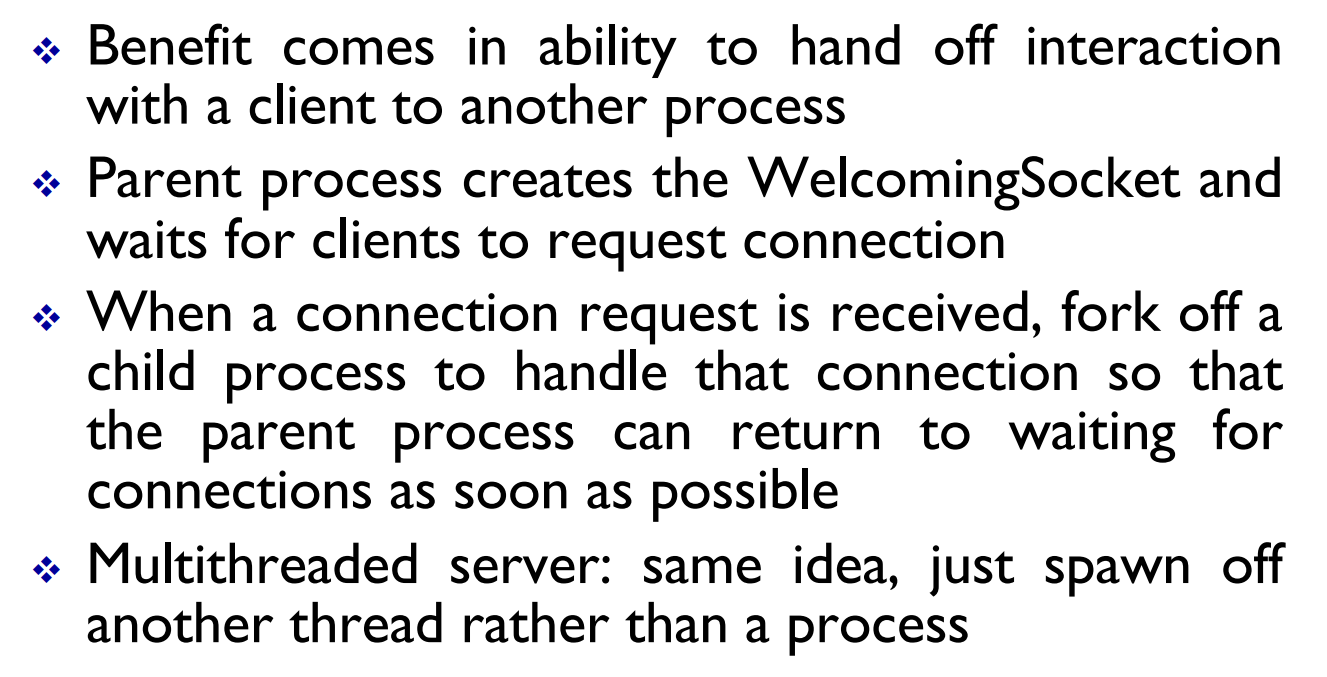 ❖ Benefit comes in ability to hand off interaction
with a client to another process
❖ Parent process creates the WelcomingSocket and
waits for clients to request connection
❖ When a connection request is received, fork off a
child process to handle that connection so that
the parent process can return to waiting for
connections as soon as possible
❖ Multithreaded server: same idea, just spawn off
another thread rather than a process